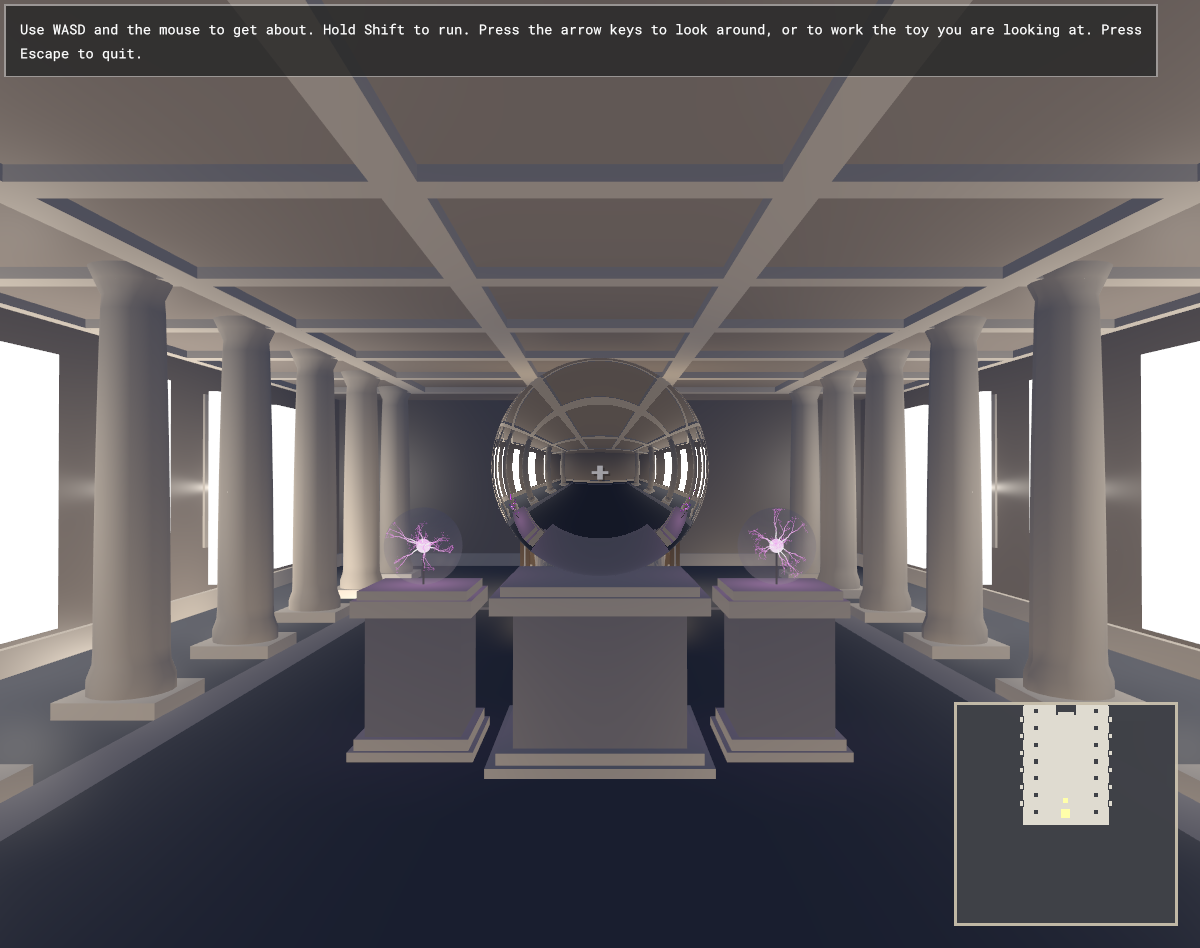 Use WASD and the mouse to get about. Hold Shift to run. Press the arrow keys to look around, or to work the toy you are looking at. Press
Escape to quit.